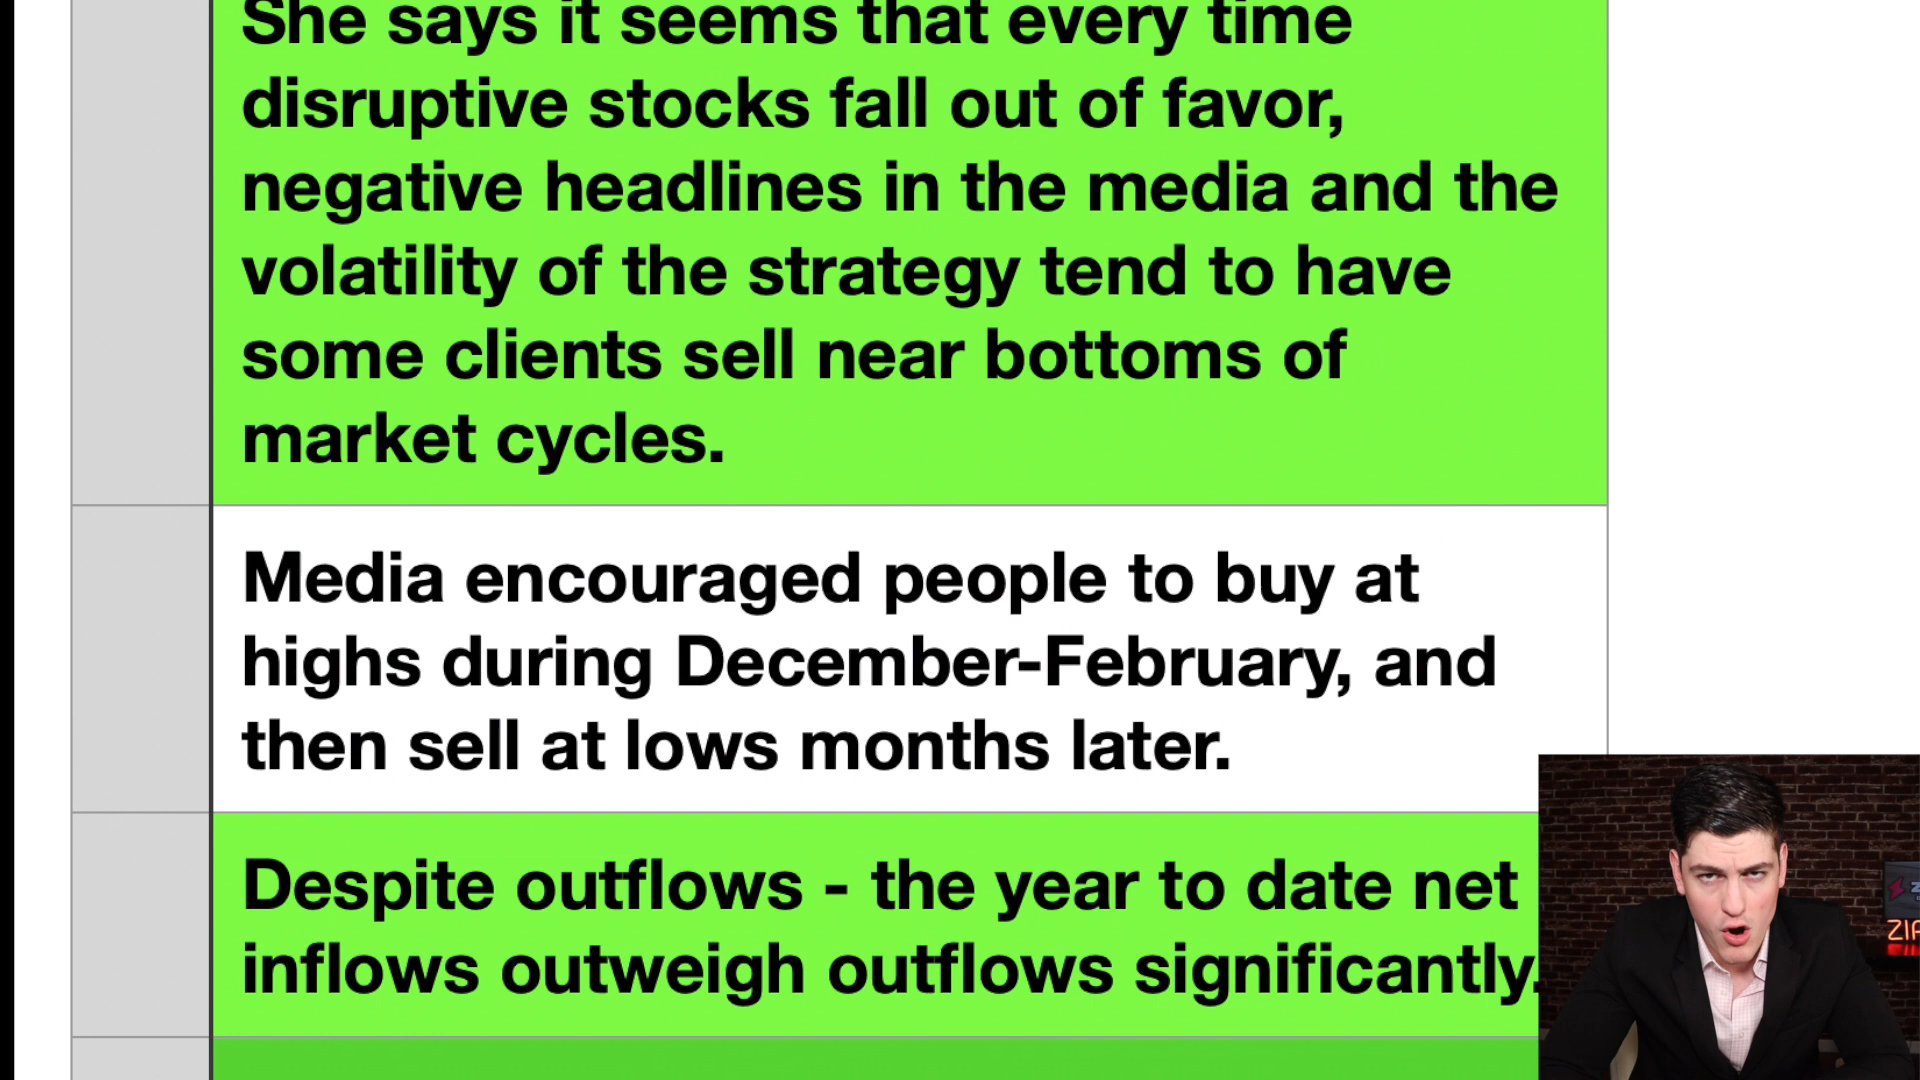 She says it seems that every time
disruptive stocks fall out of favor,
negative headlines in the media and the
volatility of the strategy tend to have
some clients sell near bottoms of
market cycles.
Media encouraged people to buy at
highs during December-February, and
then sell at lows months later.
Despite outflows - the year to date net
inflows outweigh outflows significantly.